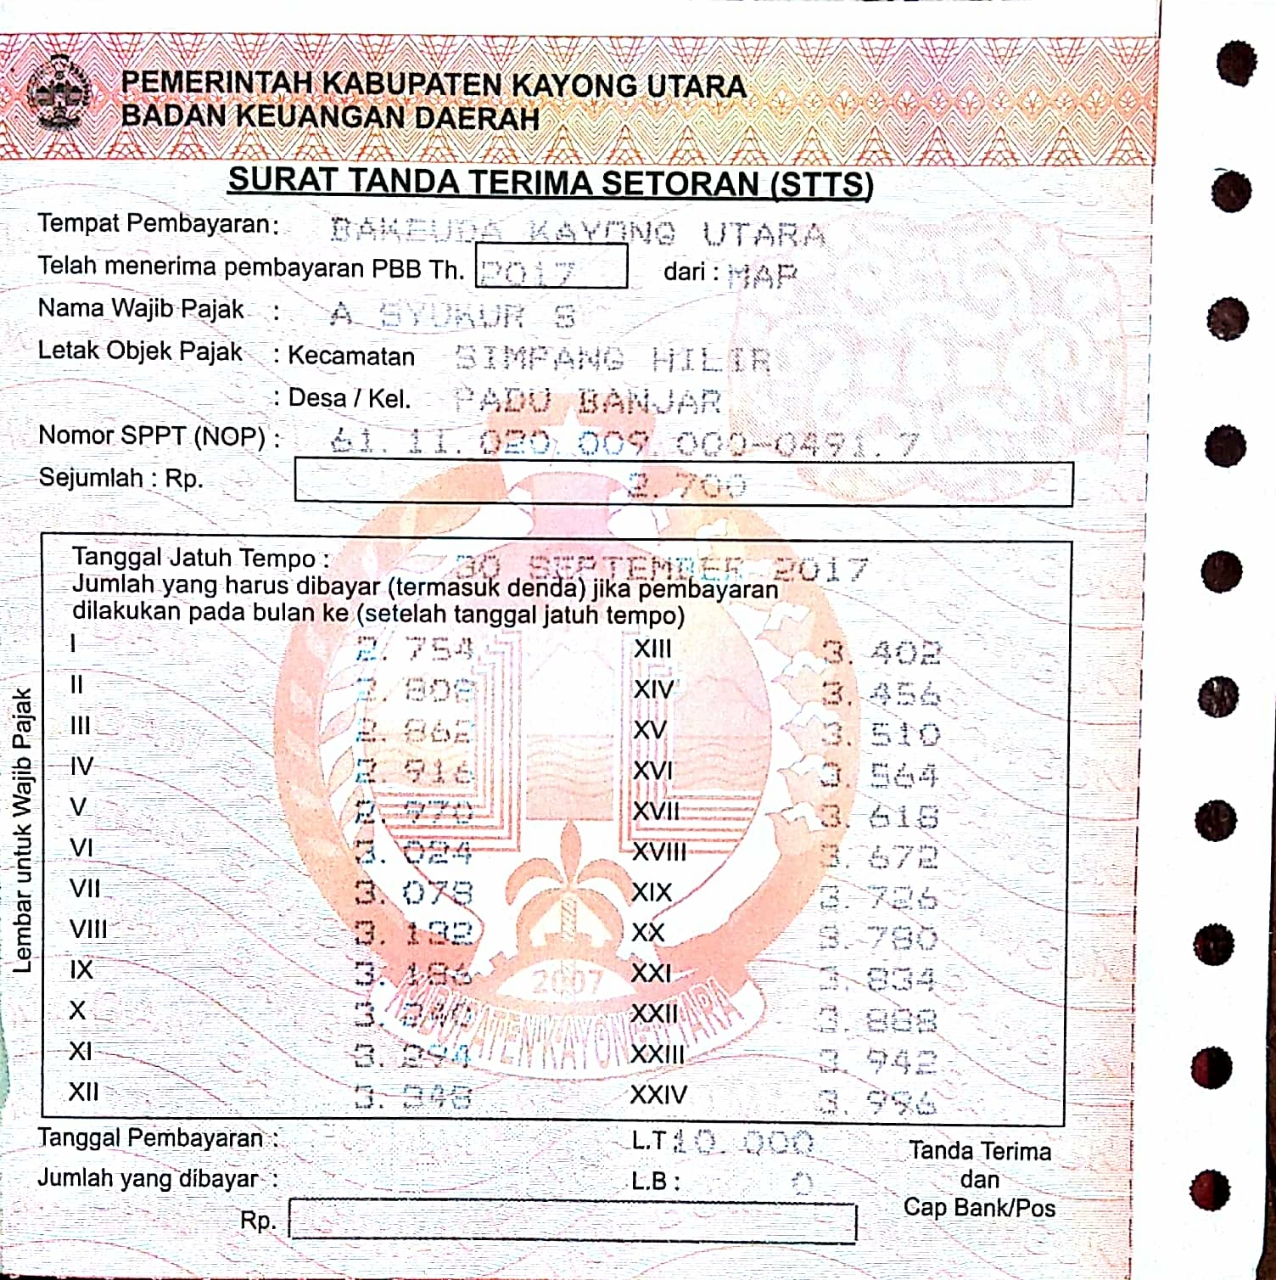 PEMERINTAH KABUPATEN KAYONG UTARA
BADAN KEUANGAN DAERAH
SURAT TANDA TERIMA SETORAN (STTS)
Tempat Pembayaran: BAKEUDA KAYONG UTARA
Telah menerima pembayaran PBB Th. 2017 dari : MAP
Nama Wajib Pajak : A SYUKUR S
Letak Objek Pajak : Kecamatan SIMPANG HILIR
: Desa / Kel. PADU BANJAR
Nomor SPPT (NOP) : 61. 11. 020. 009. 000-0491. 7
Sejumlah : Rp. 2. 700
Tanggal Jatuh Tempo : 30 SEPTEMBER 2017
Jumlah yang harus dibayar (termasuk denda) jika pembayaran
dilakukan pada bulan ke (setelah tanggal jatuh tempo)
I 2. 754 XIII 3. 402
II 2. 808 XIV 3. 456
III 2. 862 XV 3. 510
IV 2. 916 XVI 3. 564
V 2. 970 XVII 3. 618
VI 3. 024 XVIII 3. 672
VII 3. 078 XIX 3. 726
VIII 3. 132 XX 3. 780
IX 3. 186 XXI 3. 834
X 3. 240 XXII 3. 888
XI 3. 294 XXIII 3. 942
XII 3. 348 XXIV 3. 996
2007
KABUPATEN KAYONG UTARA
Lembar untuk Wajib Pajak
Tanggal Pembayaran : L.T : 10. 000
Jumlah yang dibayar : L.B : 0
Rp.
Tanda Terima
dan
Cap Bank/Pos